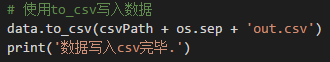 # 使用to_csv写入数据
data.to_csv(csvPath + os.sep + 'out.csv')
print('数据写入csv完毕.')